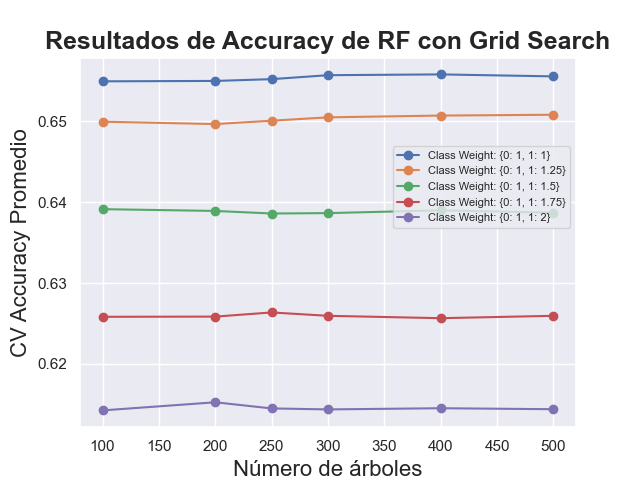 Resultados de Accuracy de RF con Grid Search
CV Accuracy Promedio
0.65
0.64
0.63
0.62
Class Weight: {0: 1, 1: 1}
Class Weight: {0: 1, 1: 1.25}
Class Weight: {0: 1, 1: 1.5}
Class Weight: {0: 1, 1: 1.75}
Class Weight: {0: 1, 1: 2}
100 150 200 250 300 350 400 450 500
Número de árboles